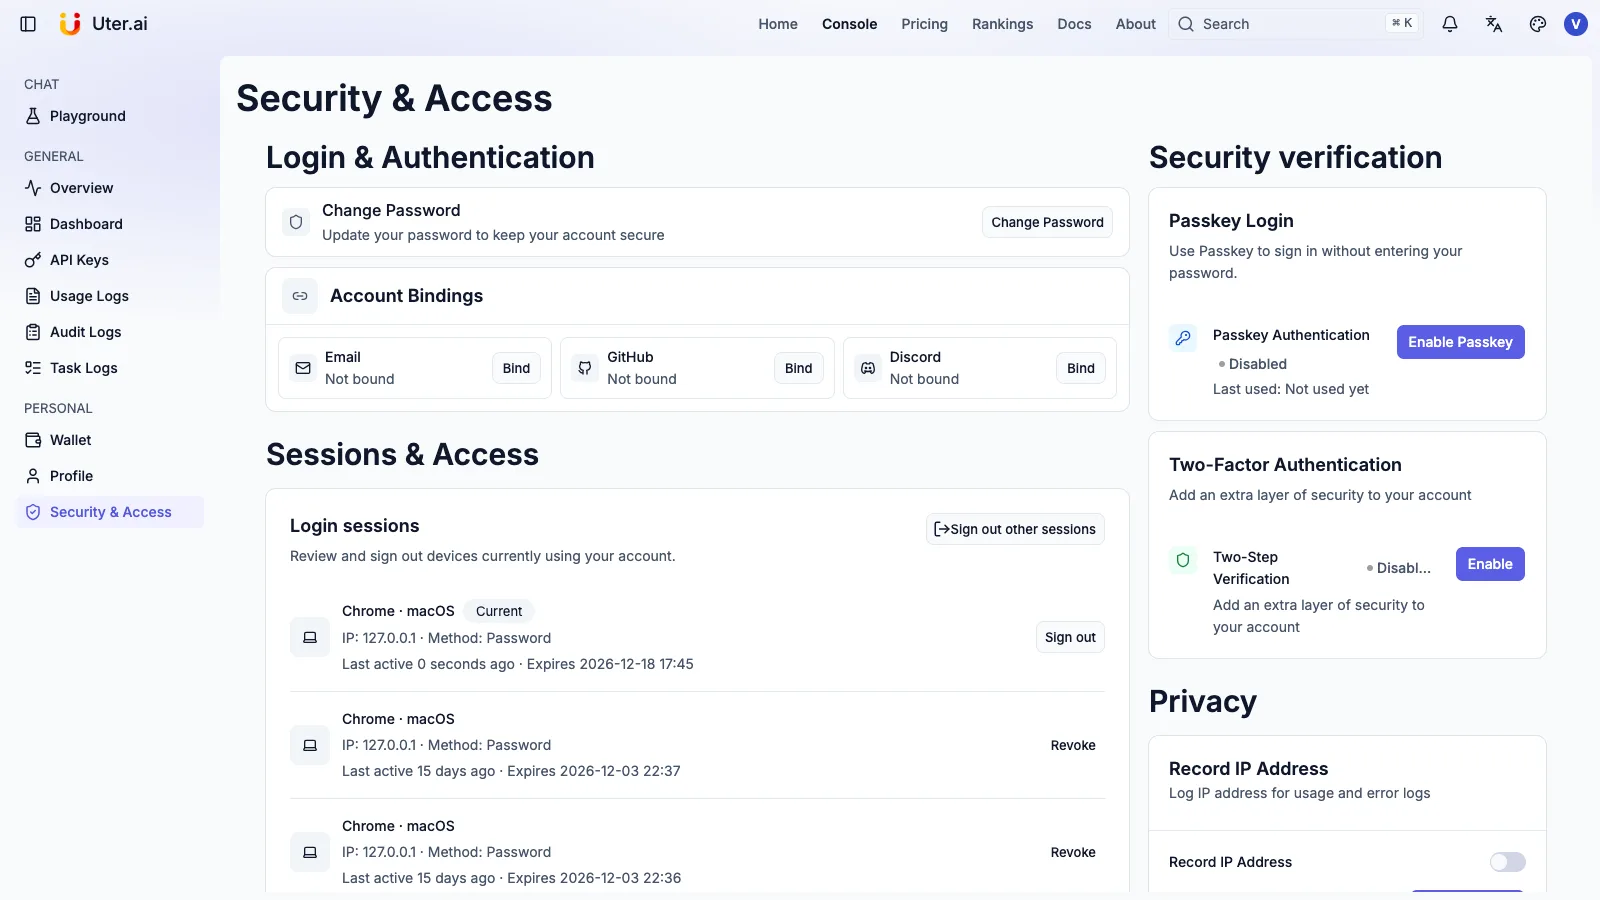 Uter.ai
Home
Console
Pricing
Rankings
Docs
About
Search
⌘ K
V
CHAT
Playground
GENERAL
Overview
Dashboard
API Keys
Usage Logs
Audit Logs
Task Logs
PERSONAL
Wallet
Profile
Security & Access
Security & Access
Login & Authentication
Change Password
Update your password to keep your account secure
Change Password
Account Bindings
Email
Not bound
Bind
GitHub
Not bound
Bind
Discord
Not bound
Bind
Sessions & Access
Login sessions
Review and sign out devices currently using your account.
Sign out other sessions
Chrome · macOS Current
IP: 127.0.0.1 · Method: Password
Last active 0 seconds ago · Expires 2026-12-18 17:45
Sign out
Chrome · macOS
IP: 127.0.0.1 · Method: Password
Last active 15 days ago · Expires 2026-12-03 22:37
Revoke
Chrome · macOS
IP: 127.0.0.1 · Method: Password
Last active 15 days ago · Expires 2026-12-03 22:36
Revoke
Security verification
Passkey Login
Use Passkey to sign in without entering your
password.
Passkey Authentication
Disabled
Last used: Not used yet
Enable Passkey
Two-Factor Authentication
Add an extra layer of security to your account
Two-Step
Verification
Disabl...
Add an extra layer of security to
your account
Enable
Privacy
Record IP Address
Log IP address for usage and error logs
Record IP Address